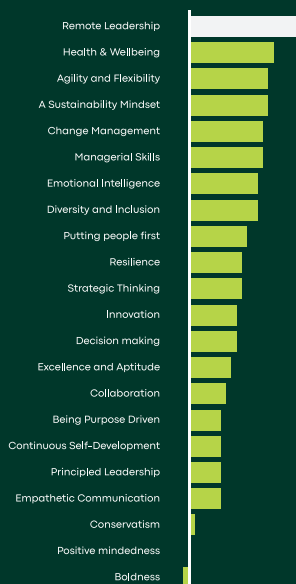 Remote Leadership
Health & Wellbeing
Agility and Flexibility
A Sustainability Mindset
Change Management
Managerial Skills
Emotional Intelligence
Diversity and Inclusion
Putting people first
Resilience
Strategic Thinking
Innovation
Decision making
Excellence and Aptitude
Collaboration
Being Purpose Driven
Continuous Self-Development
Principled Leadership
Empathetic Communication
Conservatism
Positive mindedness
Boldness